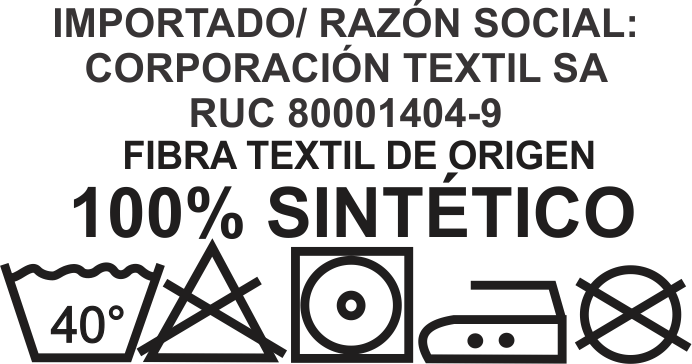 IMPORTADO/ RAZÓN SOCIAL:
CORPORACIÓN TEXTIL SA
RUC 80001404-9
FIBRA TEXTIL DE ORIGEN
100% SINTÉTICO
40°